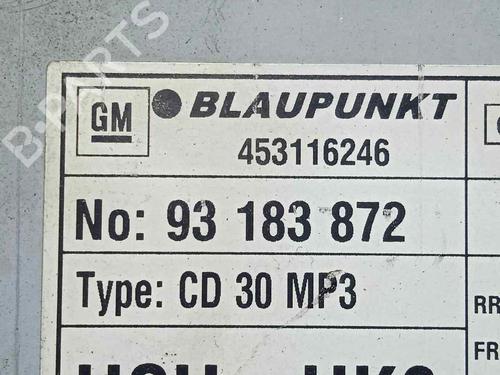 B-PARTS
GM BLAUPUNKT
453116246
No: 93 183 872
Type: CD 30 MP3
RR
FR